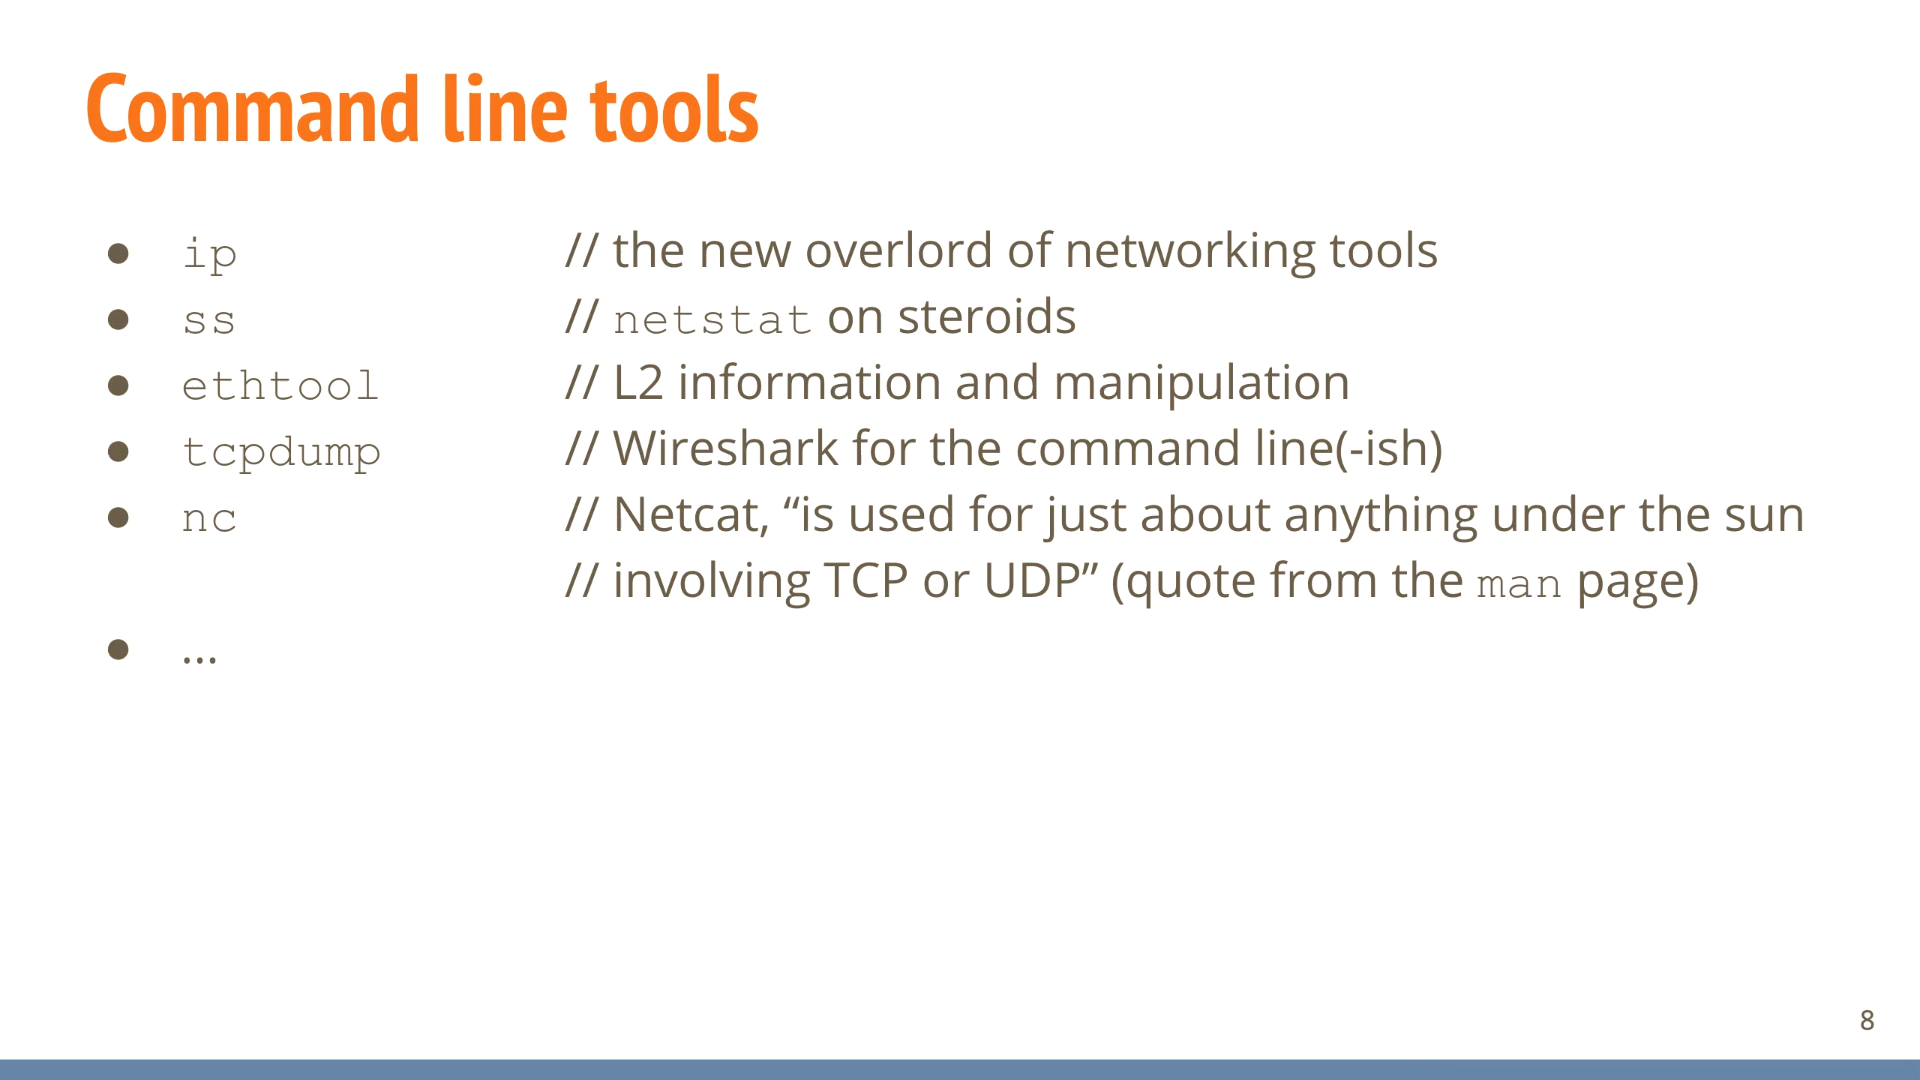 Command line tools
● ip // the new overlord of networking tools
● ss // netstat on steroids
● ethtool // L2 information and manipulation
● tcpdump // Wireshark for the command line(-ish)
● nc // Netcat, “is used for just about anything under the sun
// involving TCP or UDP” (quote from the man page)
● ...
8